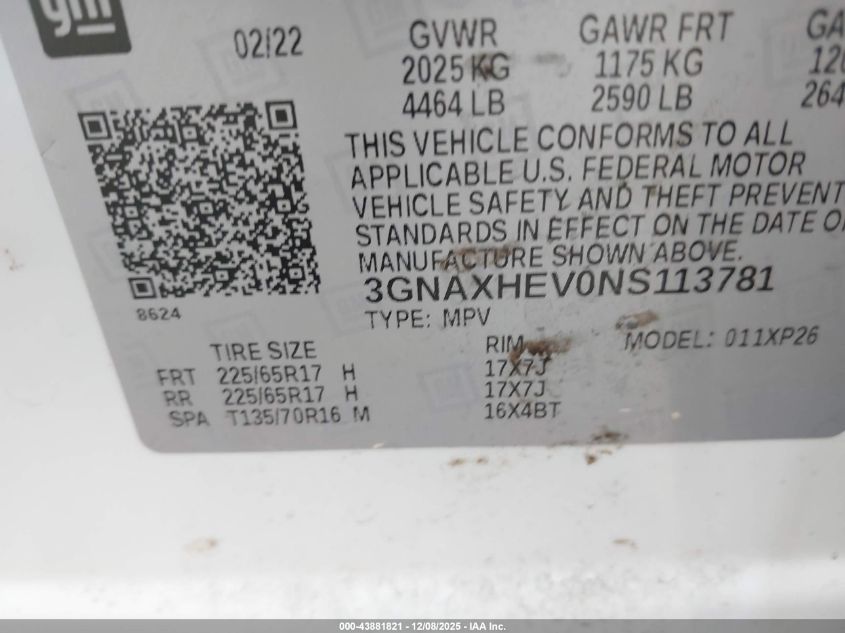 gm
02/22
GVWR GAWR FRT GA
2025 KG 1175 KG 120
4464 LB 2590 LB 264
THIS VEHICLE CONFORMS TO ALL
APPLICABLE U.S. FEDERAL MOTOR
VEHICLE SAFETY AND THEFT PREVENT
STANDARDS IN EFFECT ON THE DATE O
MANUFACTURE SHOWN ABOVE.
3GNAXHEV0NS113781
8624
TYPE: MPV
MODEL: 011XP26
TIRE SIZE RIM
FRT 225/65R17 H 17X7J
RR 225/65R17 H 17X7J
SPA T135/70R16 M 16X4BT
000-43881821 - 12/08/2025 - IAA Inc.